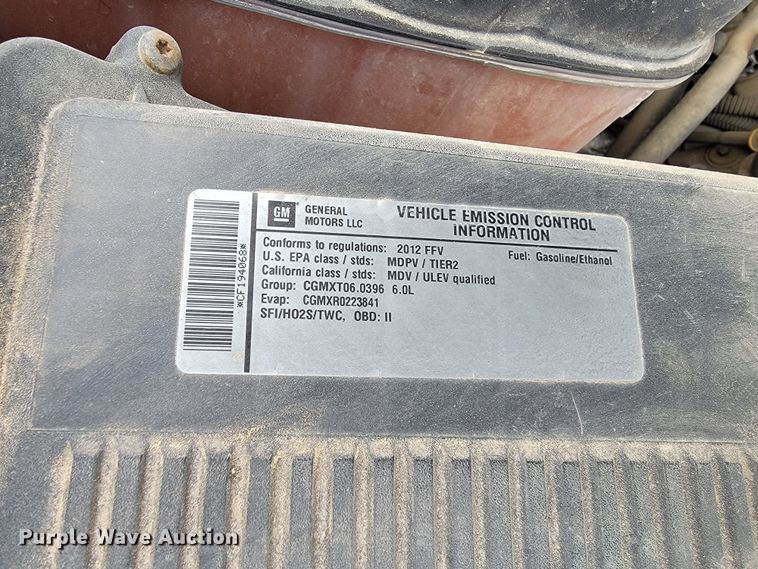 GM
GENERAL
MOTORS LLC
VEHICLE EMISSION CONTROL
INFORMATION
Conforms to regulations: 2012 FFV
Fuel: Gasoline/Ethanol
U.S. EPA class / stds: MDPV / TIER2
California class / stds: MDV / ULEV qualified
Group: CGMXT06.0396 6.0L
Evap: CGMXR0223841
SFI/HO2S/TWC, OBD: II
*CF194068*
Purple Wave Auction